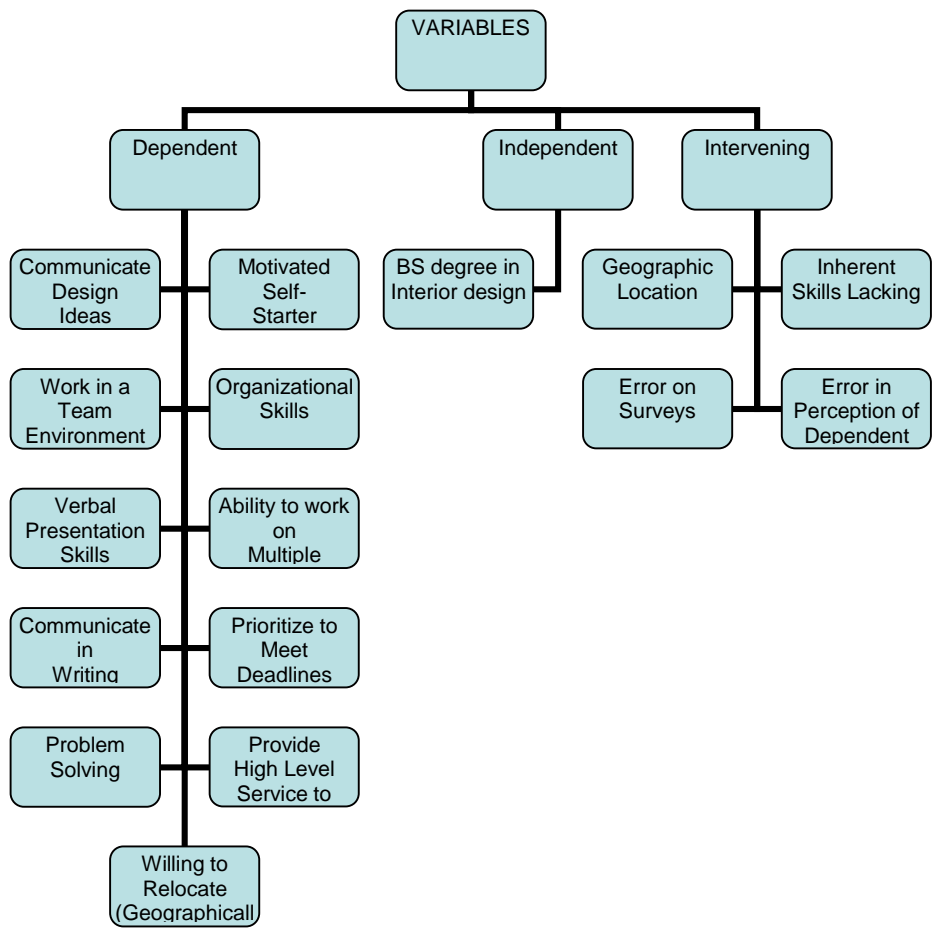 VARIABLES
Dependent
Independent
Intervening
Communicate
Design
Ideas
Motivated
Self-
Starter
BS degree in
Interior design
Geographic
Location
Inherent
Skills Lacking
Work in a
Team
Environment
Organizational
Skills
Error on
Surveys
Error in
Perception of
Dependent
Verbal
Presentation
Skills
Ability to work
on
Multiple
Communicate
in
Writing
Prioritize to
Meet
Deadlines
Problem
Solving
Provide
High Level
Service to
Willing to
Relocate
(Geographicall